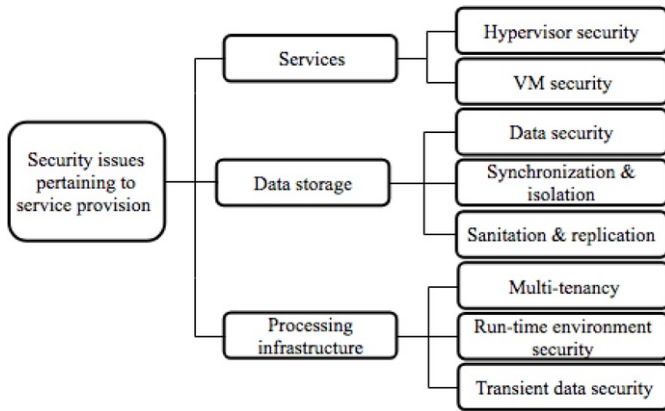 Security issues
pertaining to
service provision
Services
Hypervisor security
VM security
Data storage
Data security
Synchronization &
isolation
Sanitation & replication
Processing
infrastructure
Multi-tenancy
Run-time environment
security
Transient data security